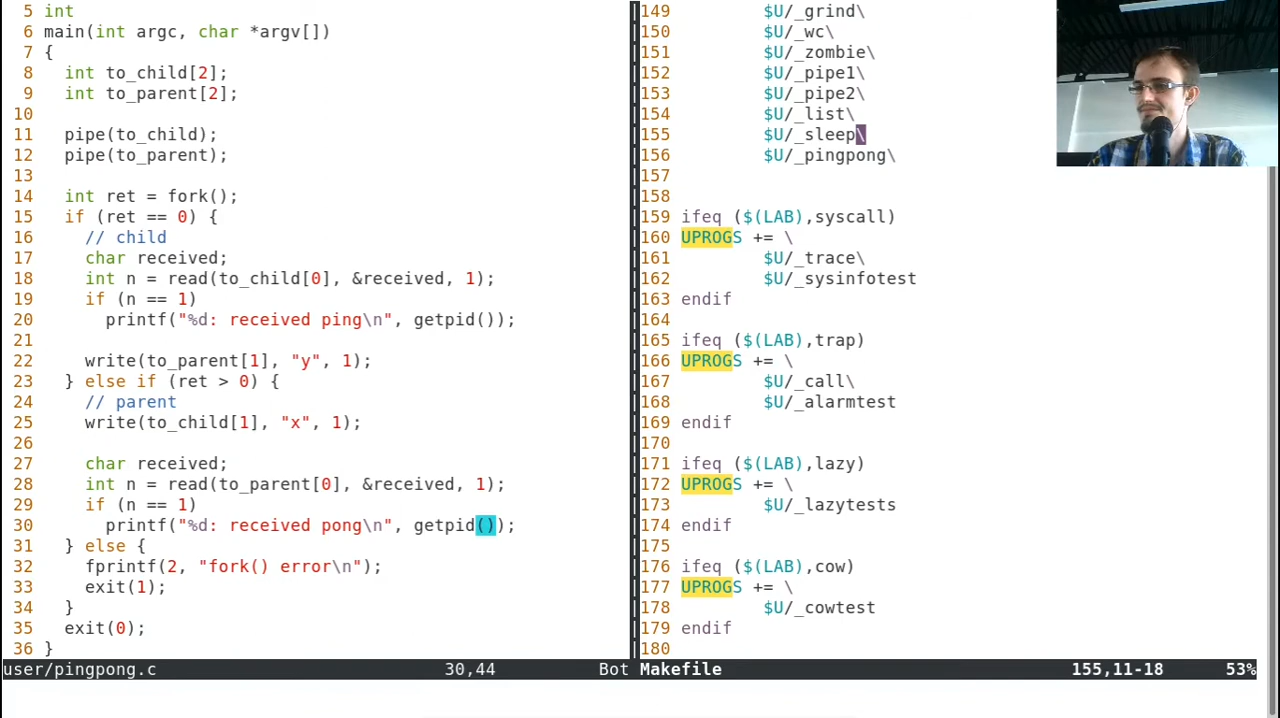 5 int
6 main(int argc, char *argv[])
7 {
8   int to_child[2];
9   int to_parent[2];
10
11   pipe(to_child);
12   pipe(to_parent);
13
14   int ret = fork();
15   if (ret == 0) {
16     // child
17     char received;
18     int n = read(to_child[0], &received, 1);
19     if (n == 1)
20       printf("%d: received ping\n", getpid());
21
22     write(to_parent[1], "y", 1);
23   } else if (ret > 0) {
24     // parent
25     write(to_child[1], "x", 1);
26
27     char received;
28     int n = read(to_parent[0], &received, 1);
29     if (n == 1)
30       printf("%d: received pong\n", getpid());
31   } else {
32     fprintf(2, "fork() error\n");
33     exit(1);
34   }
35   exit(0);
36 }
user/pingpong.c 30,44 Bot
149         $U/_grind\
150         $U/_wc\
151         $U/_zombie\
152         $U/_pipe1\
153         $U/_pipe2\
154         $U/_list\
155         $U/_sleep\
156         $U/_pingpong\
157
158
159 ifeq ($(LAB),syscall)
160 UPROGS += \
161         $U/_trace\
162         $U/_sysinfotest
163 endif
164
165 ifeq ($(LAB),trap)
166 UPROGS += \
167         $U/_call\
168         $U/_alarmtest
169 endif
170
171 ifeq ($(LAB),lazy)
172 UPROGS += \
173         $U/_lazytests
174 endif
175
176 ifeq ($(LAB),cow)
177 UPROGS += \
178         $U/_cowtest
179 endif
180
Makefile 155,11-18 53%